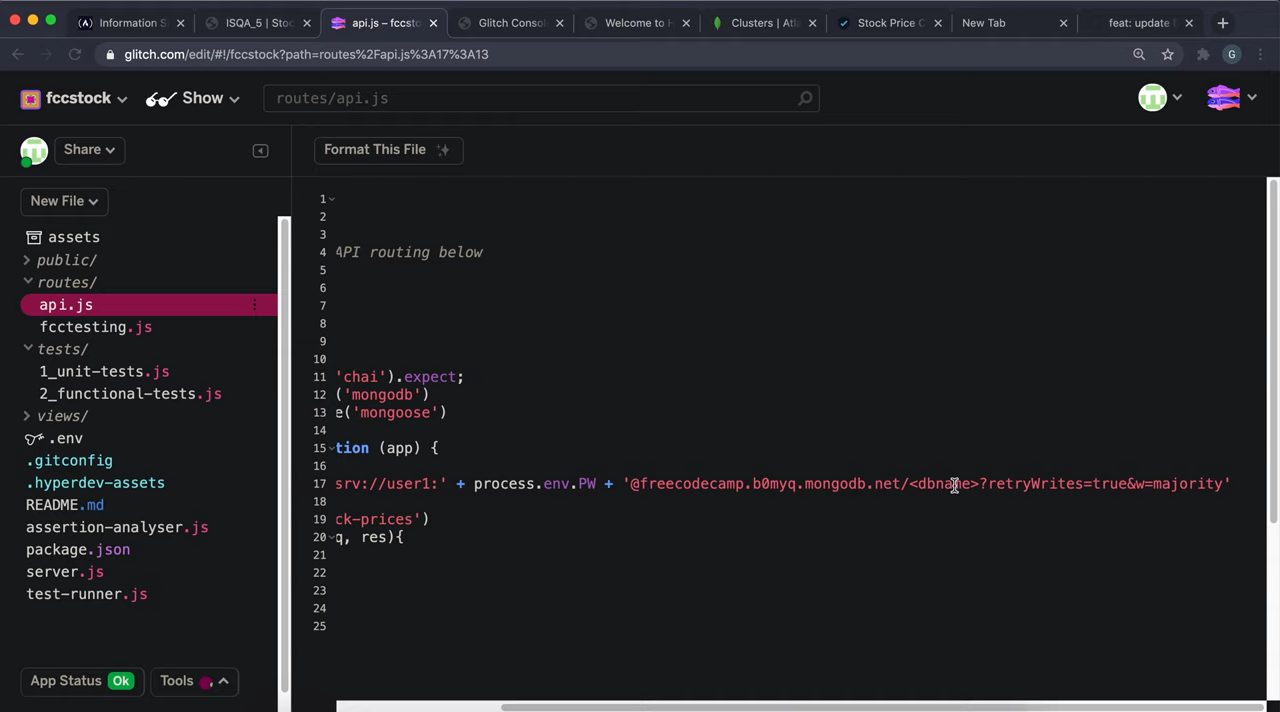 Information S
ISQA_5 | Stoc
api.js – fccsto
Glitch Conso
Welcome to H
Clusters | Atla
Stock Price C
New Tab
feat: update
glitch.com/edit/#!/fccstock?path=routes%2Fapi.js%3A17%3A13
G
fccstock
Show
routes/api.js
Share
Format This File
New File
assets
public/
routes/
api.js
fcctesting.js
tests/
1_unit-tests.js
2_functional-tests.js
views/
.env
.gitconfig
.hyperdev-assets
README.md
assertion-analyser.js
package.json
server.js
test-runner.js
App Status Ok
Tools
1
2
3
4 API routing below
5
6
7
8
9
10
11 'chai').expect;
12 ('mongodb')
13 e('mongoose')
14
15 tion (app) {
16
17 srv://user1:' + process.env.PW + '@freecodecamp.b0myq.mongodb.net/<dbname>?retryWrites=true&w=majority'
18
19 ck-prices')
20 q, res){
21
22
23
24
25